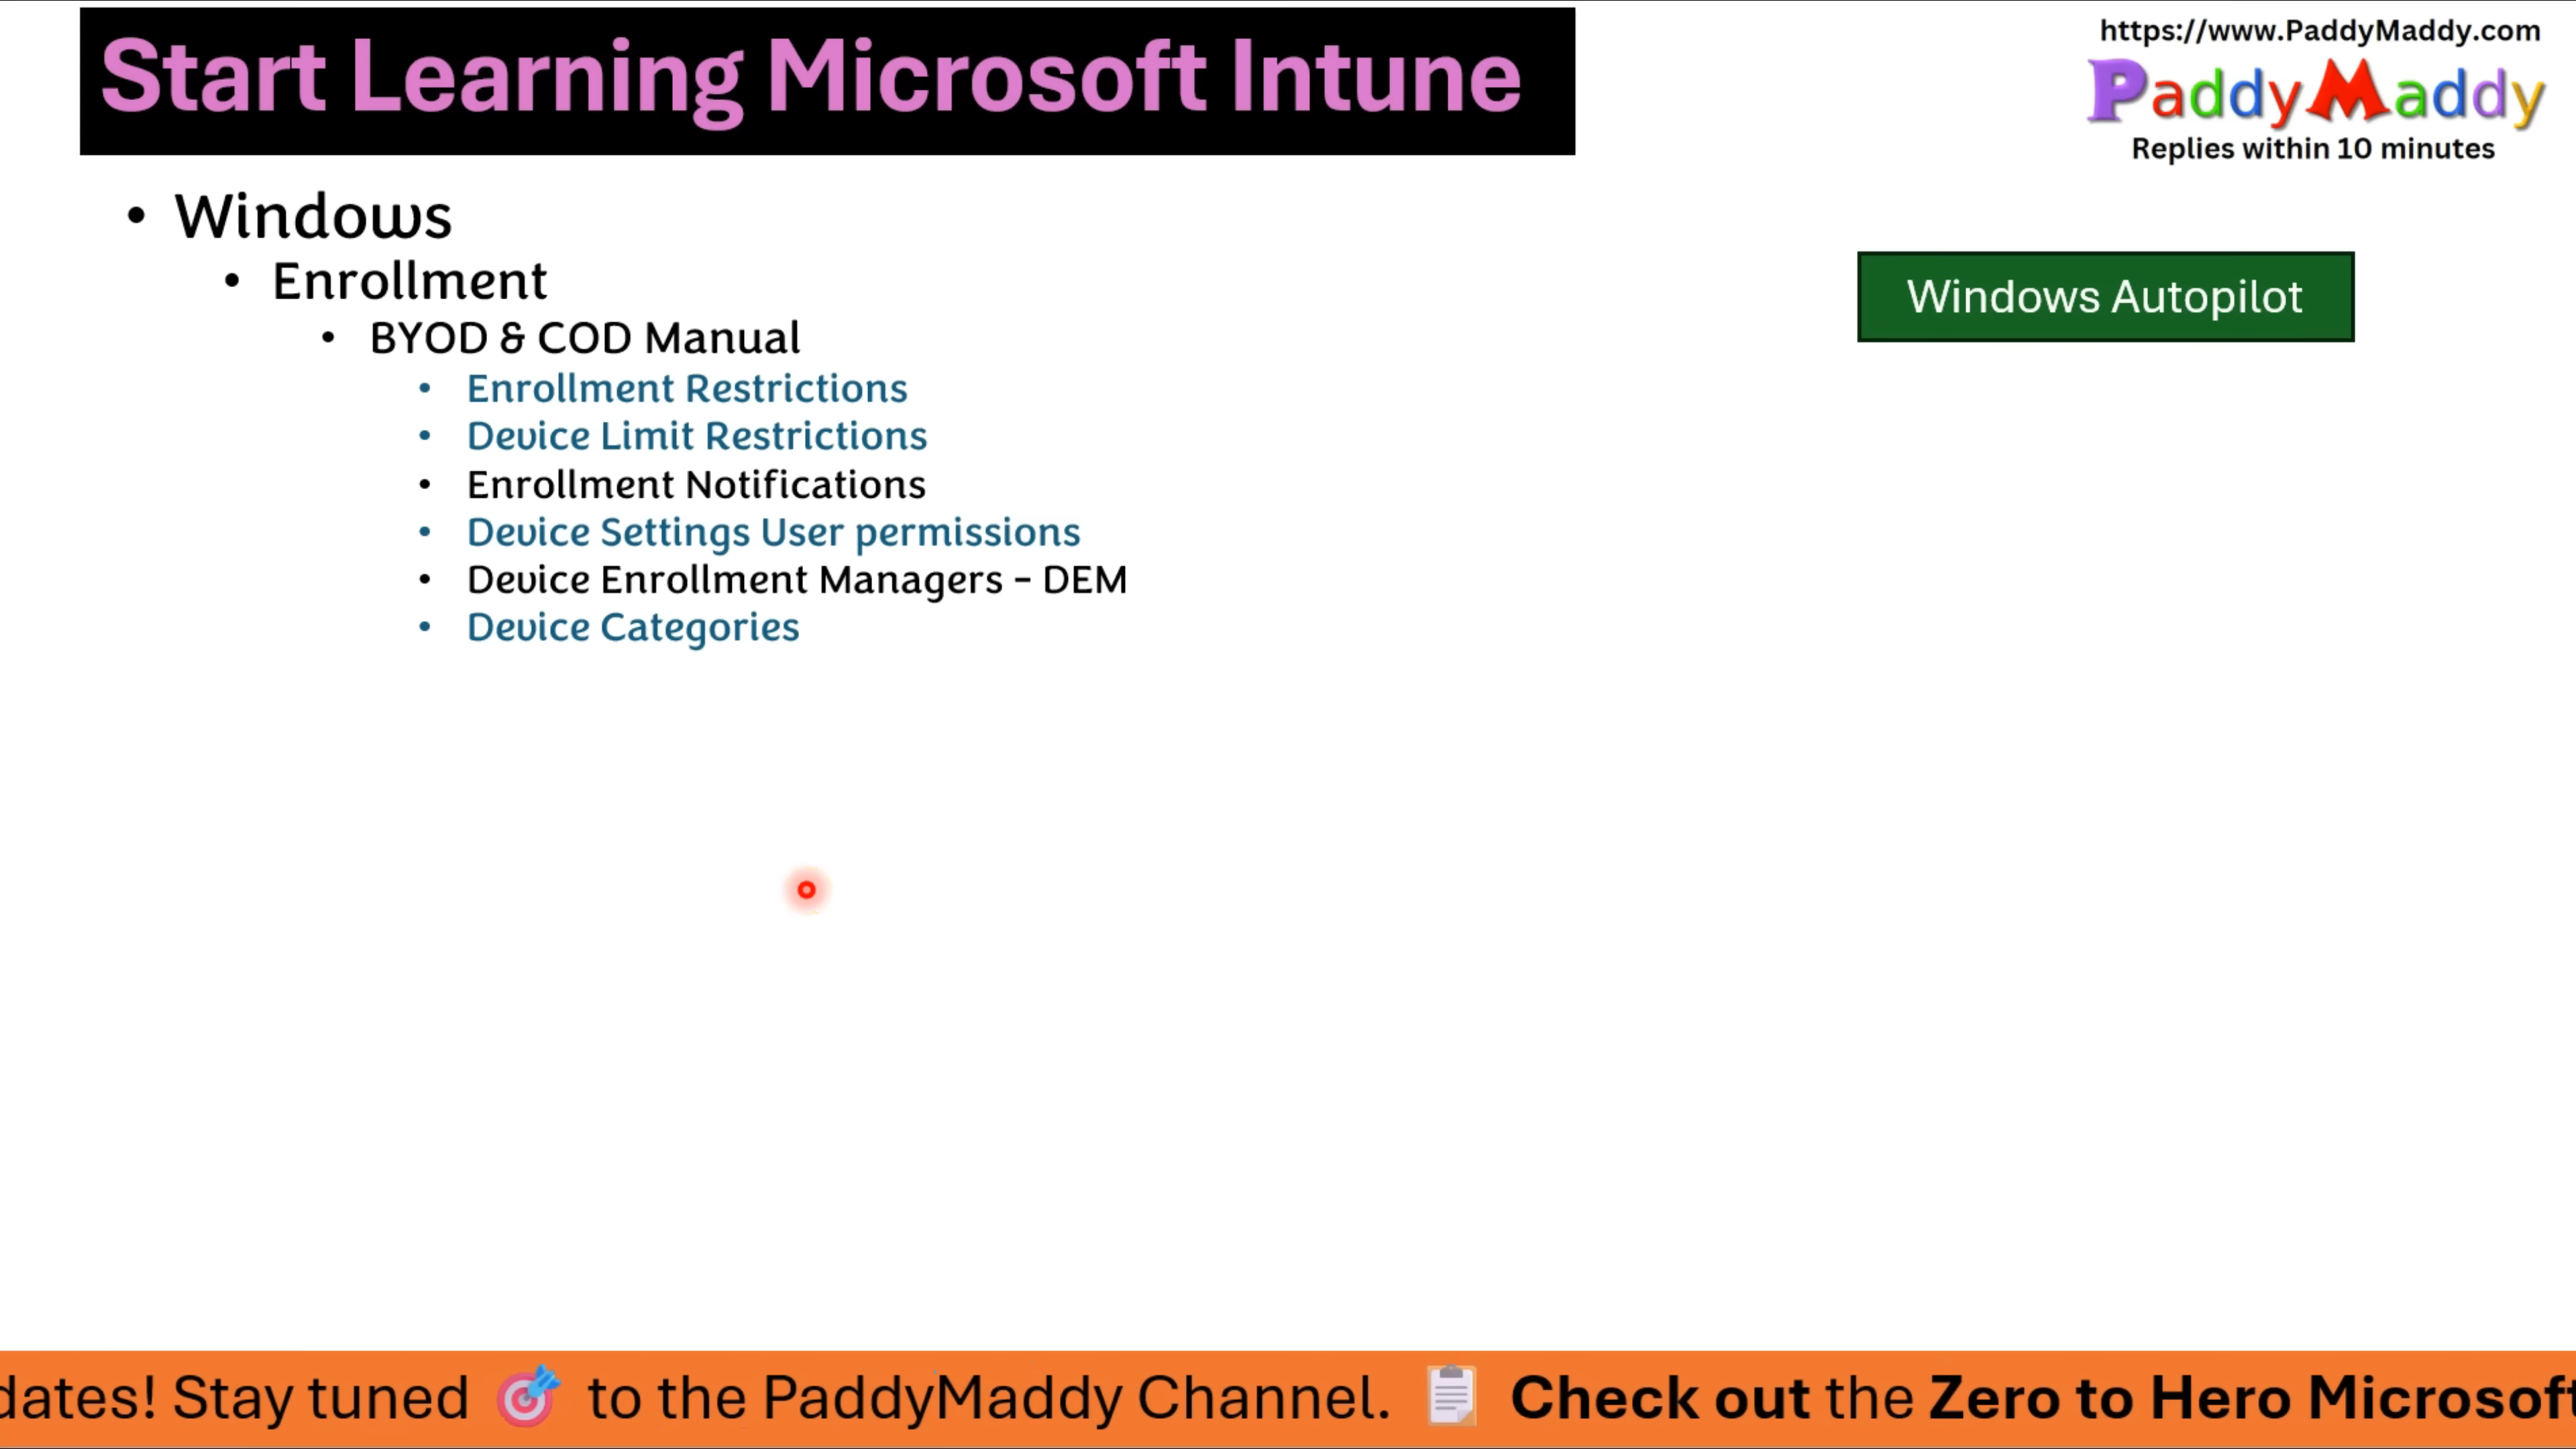 Start Learning Microsoft Intune
https://www.PaddyMaddy.com
PaddyMaddy
Replies within 10 minutes
• Windows
• Enrollment
• BYOD & COD Manual
• Enrollment Restrictions
• Device Limit Restrictions
• Enrollment Notifications
• Device Settings User permissions
• Device Enrollment Managers – DEM
• Device Categories
Windows Autopilot
dates! Stay tuned to the PaddyMaddy Channel. Check out the Zero to Hero Microsoft